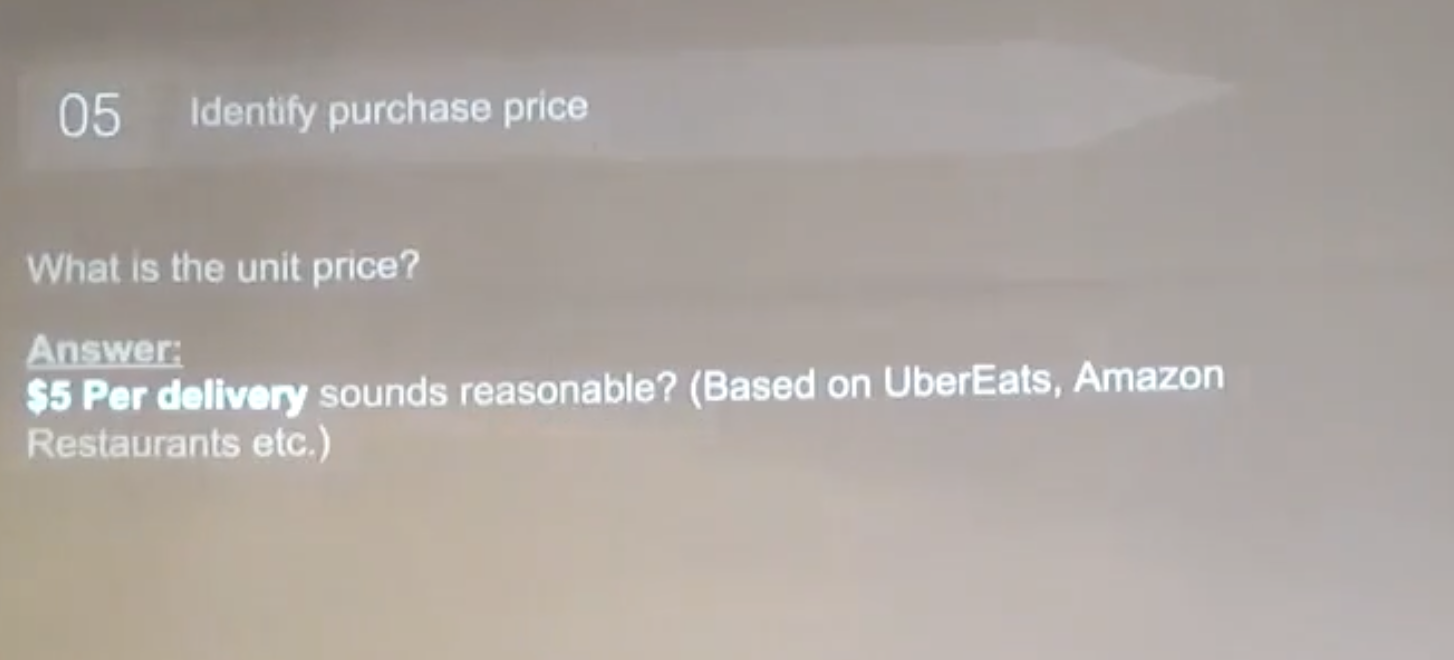 05 Identify purchase price
What is the unit price?
Answer:
$5 Per delivery sounds reasonable? (Based on UberEats, Amazon
Restaurants etc.)